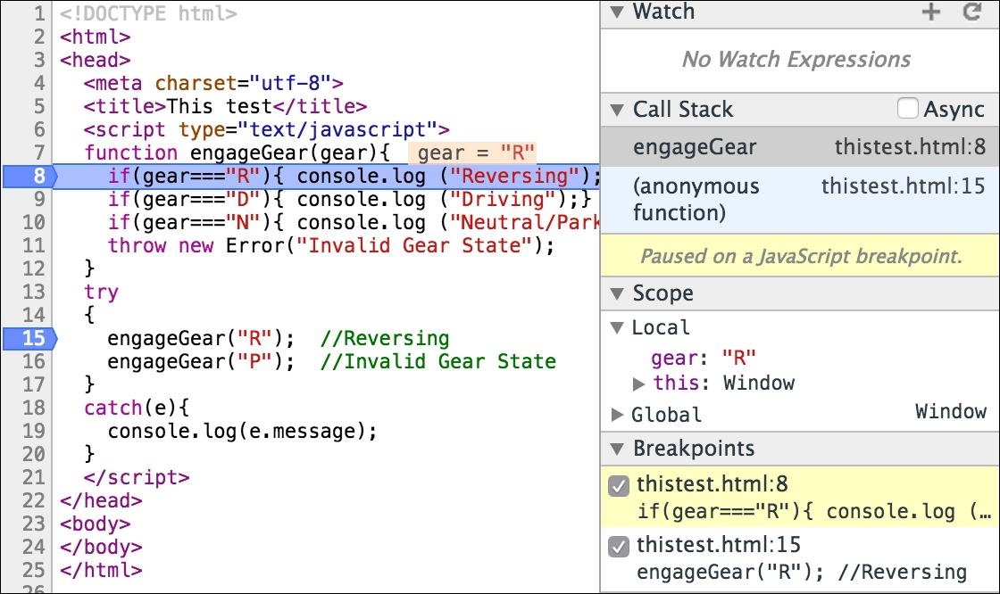 1 <!DOCTYPE html>
2 <html>
3 <head>
4 <meta charset="utf-8">
5 <title>This test</title>
6 <script type="text/javascript">
7 function engageGear(gear){ gear = "R"
8 if(gear==="R"){ console.log ("Reversing");
9 if(gear==="D"){ console.log ("Driving");}
10 if(gear==="N"){ console.log ("Neutral/Park
11 throw new Error("Invalid Gear State");
12 }
13 try
14 {
15 engageGear("R"); //Reversing
16 engageGear("P"); //Invalid Gear State
17 }
18 catch(e){
19 console.log(e.message);
20 }
21 </script>
22 </head>
23 <body>
24 </body>
25 </html>
26
Watch
No Watch Expressions
Call Stack Async
engageGear thistest.html:8
(anonymous thistest.html:15
function)
Paused on a JavaScript breakpoint.
Scope
Local
gear: "R"
this: Window
Global Window
Breakpoints
thistest.html:8
if(gear==="R"){ console.log (…
thistest.html:15
engageGear("R"); //Reversing